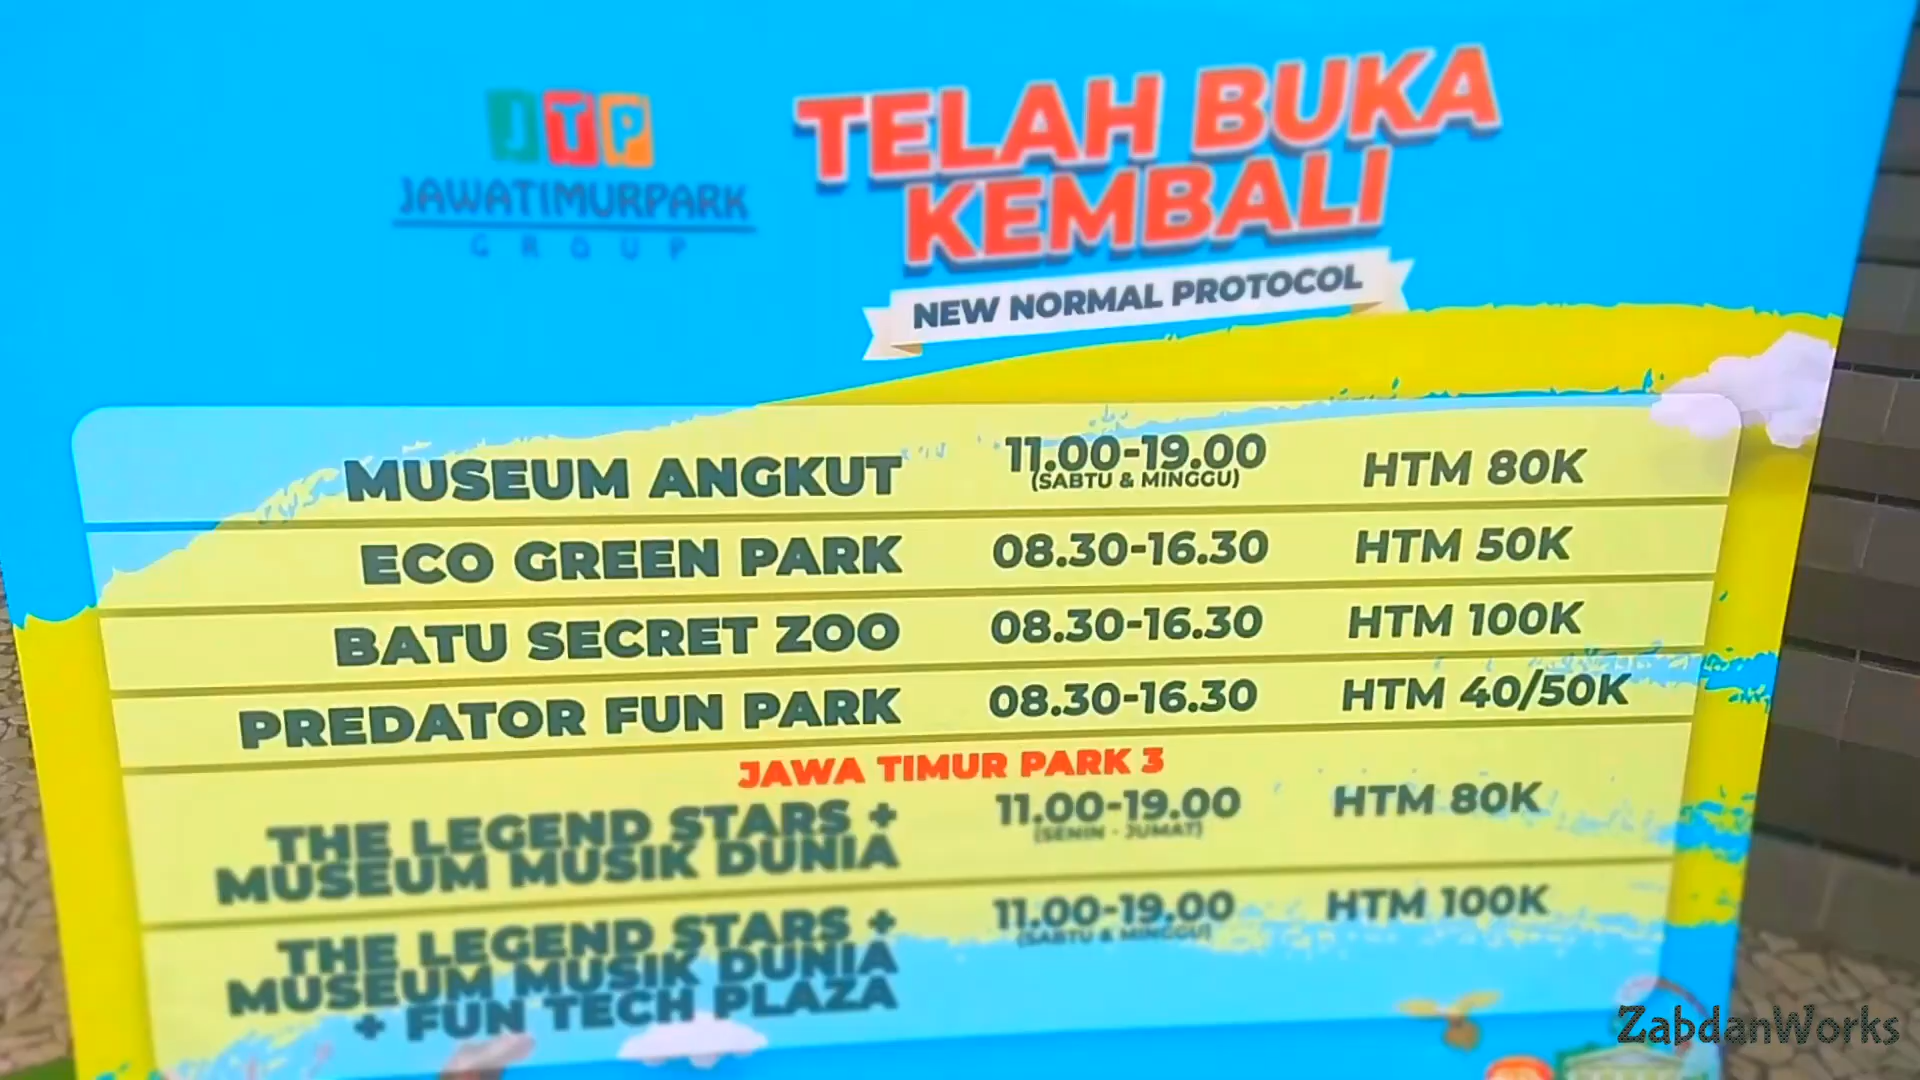 JTP
JAWATIMURPARK
GROUP
TELAH BUKA
KEMBALI
NEW NORMAL PROTOCOL
MUSEUM ANGKUT 11.00-19.00 HTM 80K
(SABTU & MINGGU)
ECO GREEN PARK 08.30-16.30 HTM 50K
BATU SECRET ZOO 08.30-16.30 HTM 100K
PREDATOR FUN PARK 08.30-16.30 HTM 40/50K
JAWA TIMUR PARK 3
THE LEGEND STARS + 11.00-19.00 HTM 80K
MUSEUM MUSIK DUNIA (SENIN - JUMAT)
THE LEGEND STARS + 11.00-19.00 HTM 100K
MUSEUM MUSIK DUNIA (SABTU & MINGGU)
+ FUN TECH PLAZA
ZabdanWorks